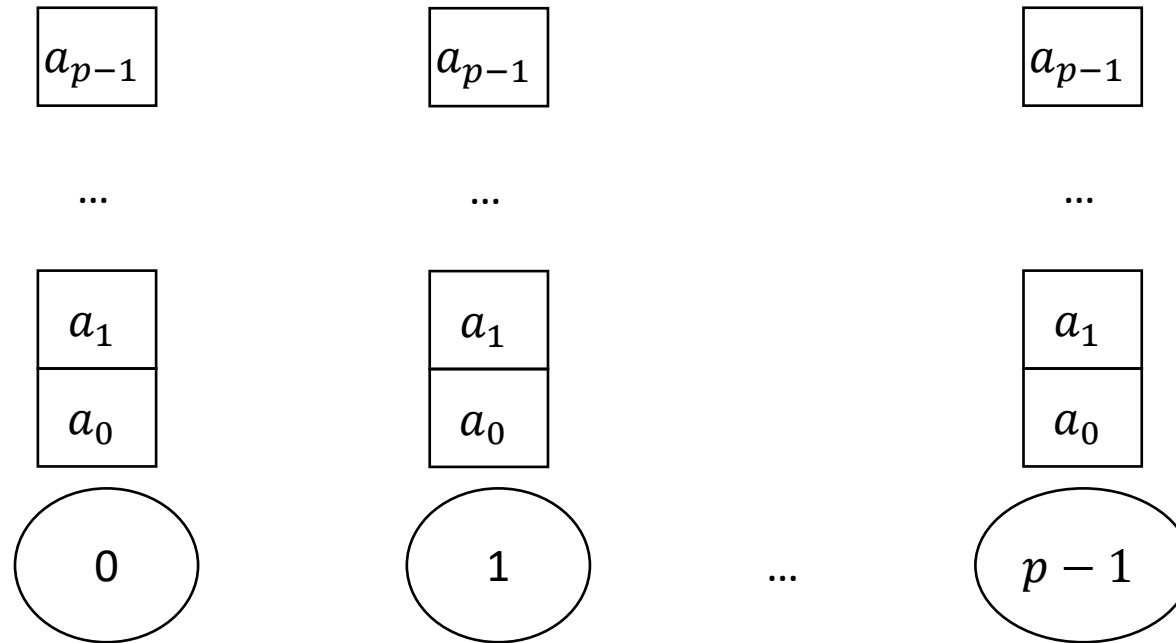 a_{p−1} a_{p−1} a_{p−1}
... ... ...
a_1 a_1 a_1
a_0 a_0 a_0
0 1 ... p − 1